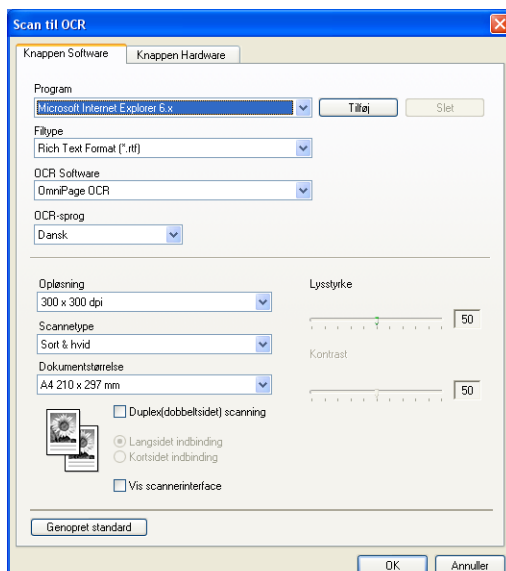 Scan til OCR
Knappen Software Knappen Hardware
Program
Microsoft Internet Explorer 6.x Tilføj Slet
Filtype
Rich Text Format (*.rtf)
OCR Software
OmniPage OCR
OCR-sprog
Dansk
Opløsning Lysstyrke
300 x 300 dpi 50
Scannetype
Sort & hvid
Kontrast
Dokumentstørrelse
A4 210 x 297 mm 50
Duplex(dobbeltsidet) scanning
Langsidet indbinding
Kortsidet indbinding
Vis scannerinterface
Genopret standard
OK Annuller